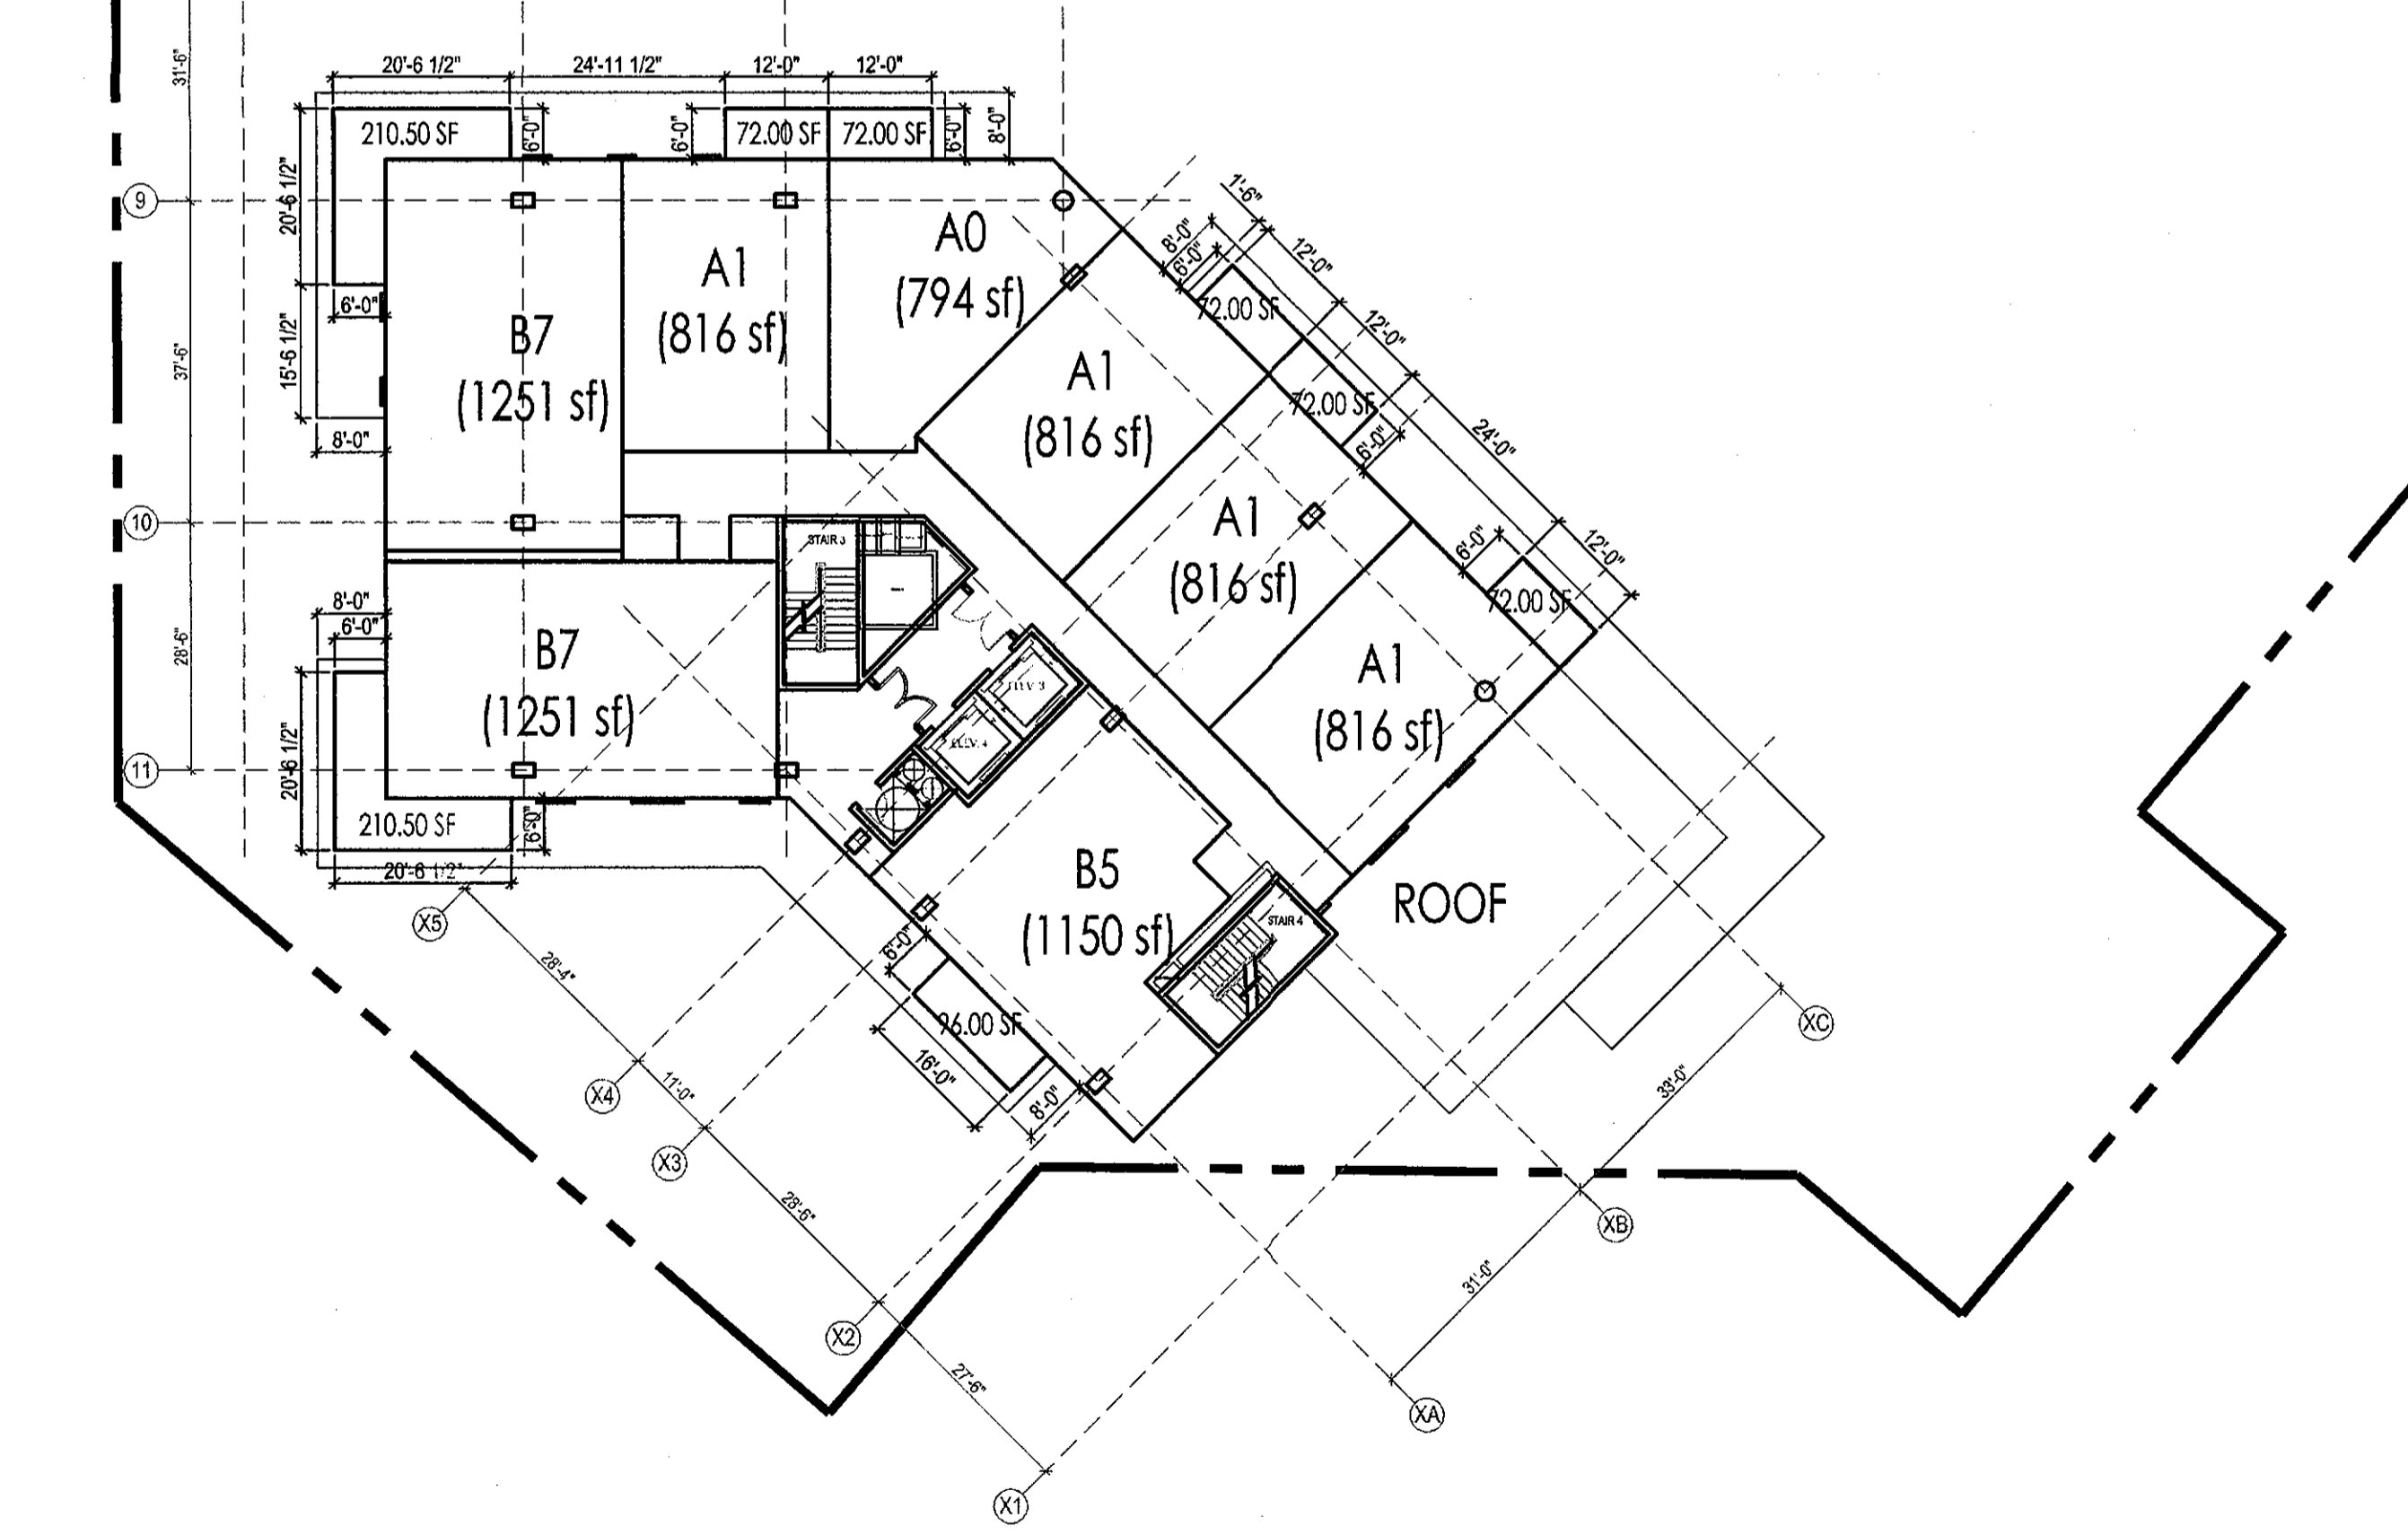 31'-6"
20'-6 1/2"
24'-11 1/2"
12'-0"
12'-0"
210.50 SF
6'-0"
6'-0"
72.00 SF
72.00 SF
6'-0"
8'-0"
9
20'-6 1/2"
6'-0"
15'-6 1/2"
37'-6"
8'-0"
B7
(1251 sf)
A1
(816 sf)
A0
(794 sf)
1'-6"
8'-0"
6'-0"
12'-0"
72.00 SF
12'-0"
72.00 SF
6'-0"
24'-0"
A1
(816 sf)
10
STAIR 3
A1
(816 sf)
6'-0"
12'-0"
72.00 SF
8'-0"
6'-0"
28'-6"
B7
(1251 sf)
ELEV. 3
ELEV. 4
A1
(816 sf)
11
20'-6 1/2"
210.50 SF
6'-0"
20'-6 1/2"
B5
(1150 sf)
STAIR 4
ROOF
X5
28'-4"
6'-0"
96.00 SF
16'-0"
8'-0"
XC
33'-0"
X4
11'-0"
X3
28'-6"
XB
31'-0"
X2
27'-6"
XA
X1